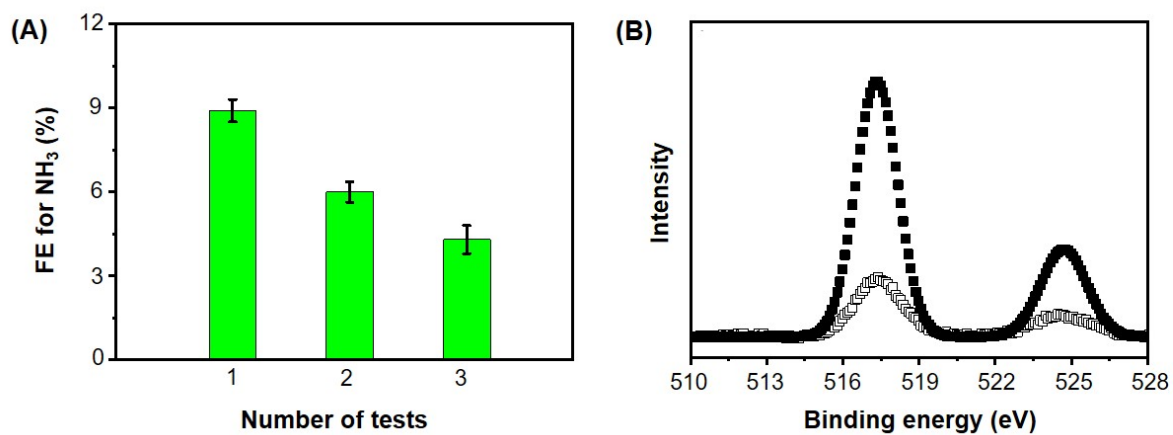 (A)
12
9
6
3
0
FE for NH₃ (%)
1 2 3
Number of tests
(B)
Intensity
510 513 516 519 522 525 528
Binding energy (eV)